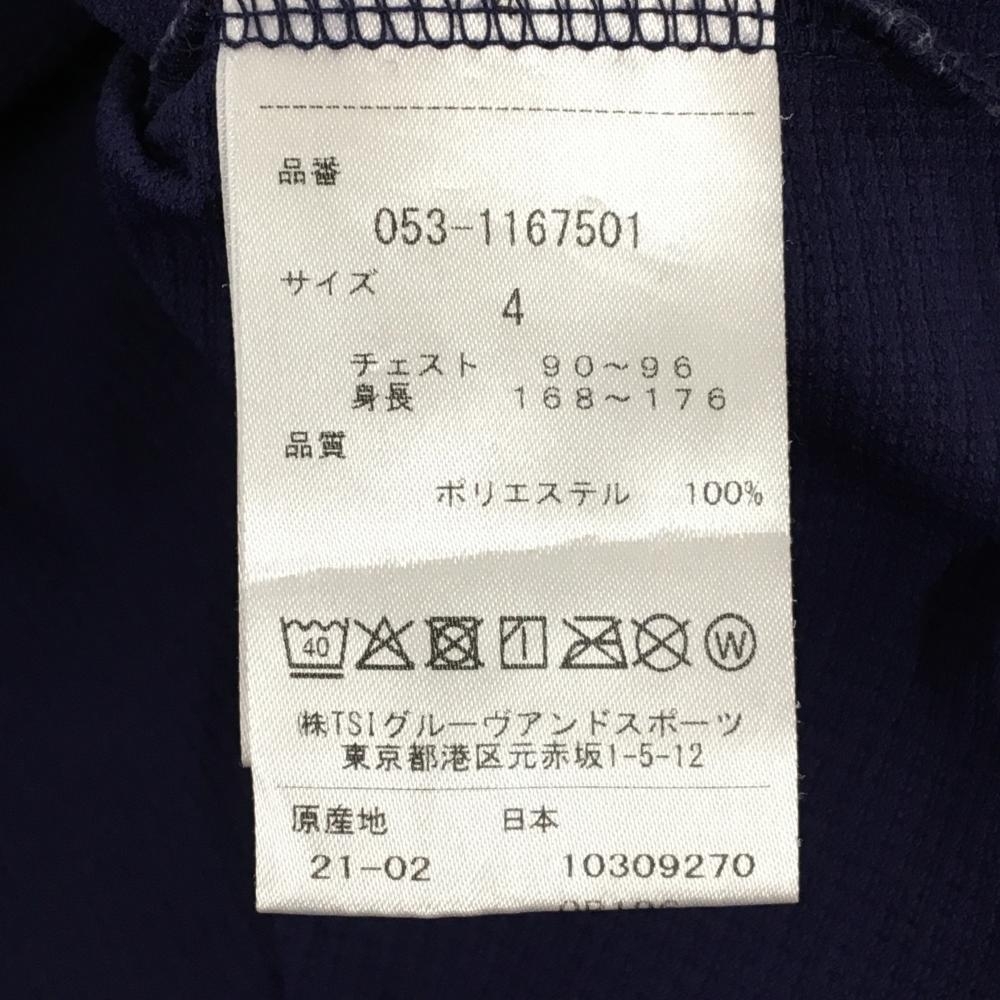 品番
053-1167501
サイズ
4
チェスト 90～96
身長 168～176
品質
ポリエステル 100%
40 1 W
㈱TSIグルーヴアンドスポーツ
東京都港区元赤坂1-5-12
原産地 日本
21-02 10309270